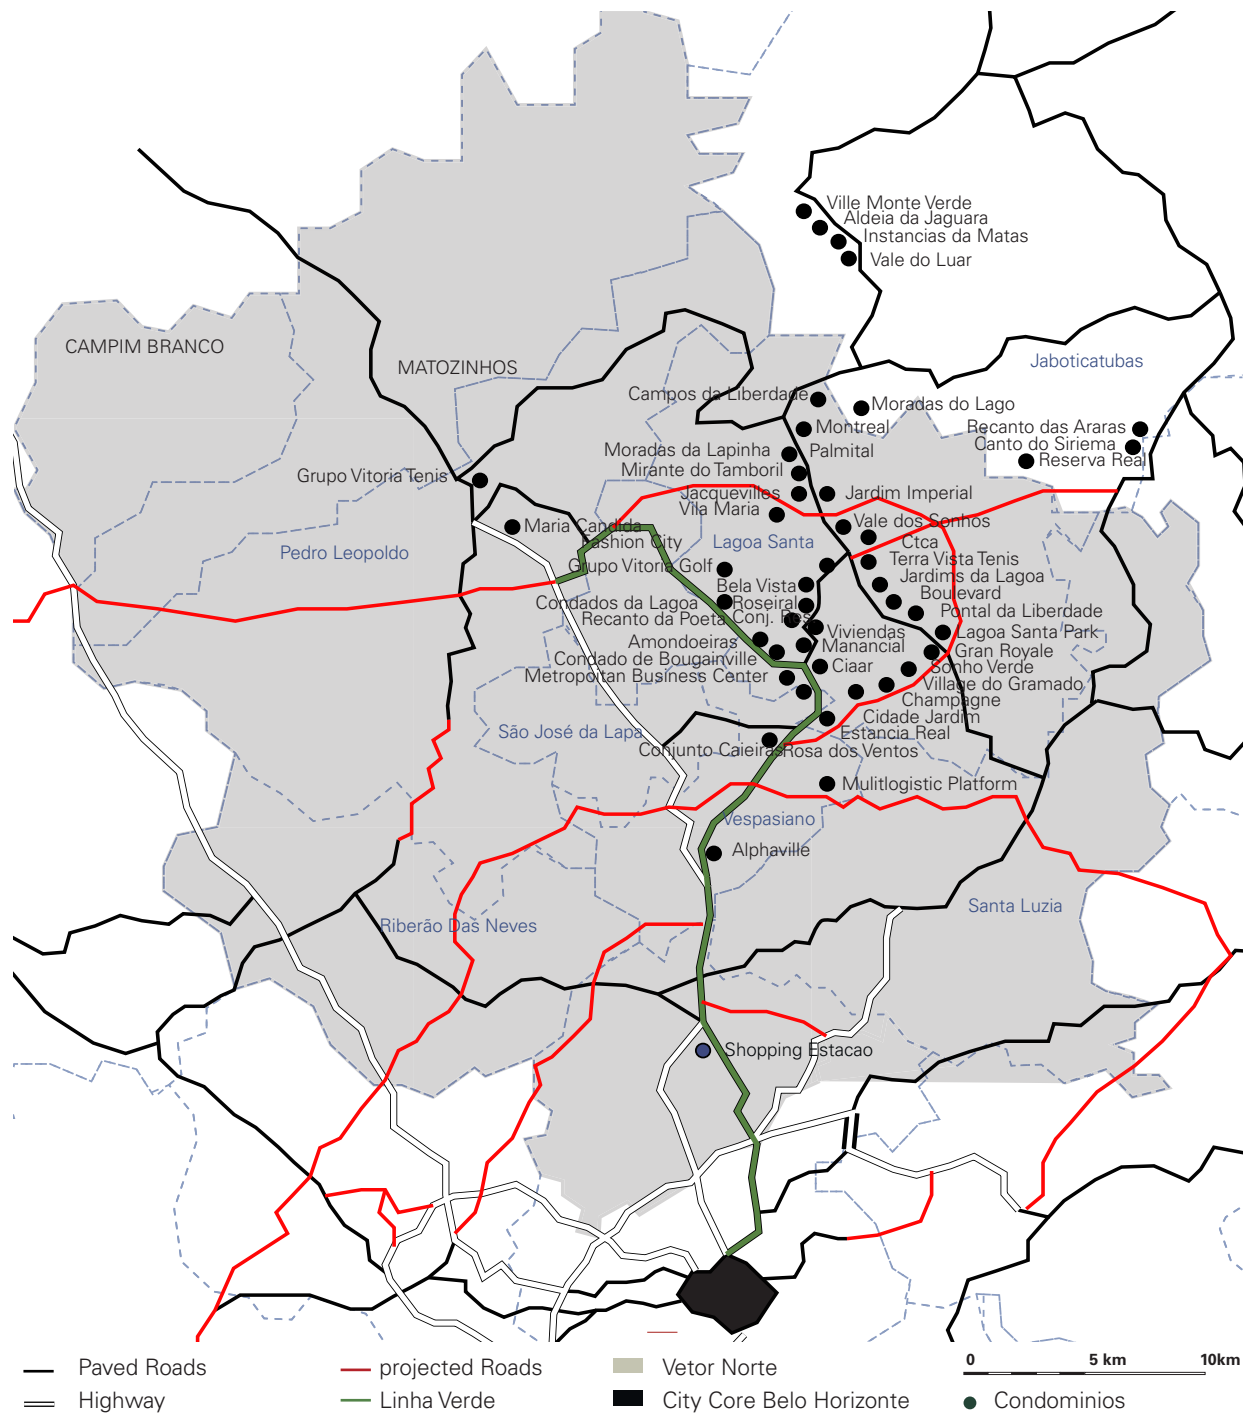 Ville Monte Verde
Aldeia da Jaguara
Instancias da Matas
Vale do Luar
CAMPIM BRANCO
MATOZINHOS
Jaboticatubas
Campos da Liberdade
Moradas do Lago
Montreal
Recanto das Araras
Canto do Siriema
Reserva Real
Moradas da Lapinha
Palmital
Mirante do Tamboril
Grupo Vitoria Tenis
Jacquevilles
Jardim Imperial
Vila Maria
Maria Candida
Vale dos Sonhos
Fashion City
Lagoa Santa
Ctca
Pedro Leopoldo
Grupo Vitoria Golf
Terra Vista Tenis
Bela Vista
Jardims da Lagoa
Boulevard
Condados da Lagoa
Roseiral
Pontal da Liberdade
Recanto da Poeta
Conj. Res
Viviendas
Lagoa Santa Park
Amondoeiras
Manancial
Gran Royale
Condado de Bougainville
Ciaar
Sonho Verde
Metropolitan Business Center
Village do Gramado
Champagne
Cidade Jardim
São José da Lapa
Estancia Real
Conjunto Caieiras
Rosa dos Ventos
Mulitlogistic Platform
Vespasiano
Alphaville
Santa Luzia
Riberão Das Neves
Shopping Estacao
Paved Roads
Highway
projected Roads
Linha Verde
Vetor Norte
City Core Belo Horizonte
0 5 km 10km
Condominios